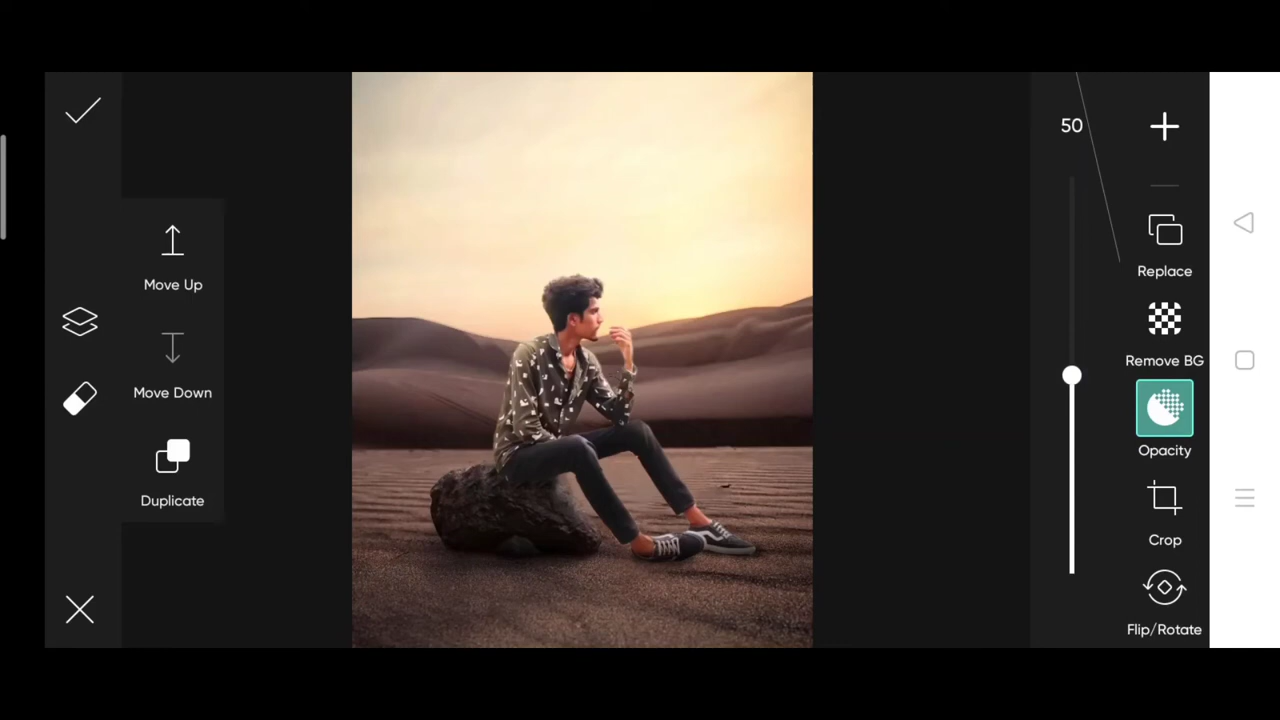 Move Up
Move Down
Duplicate
50
Replace
Remove BG
Opacity
Crop
Flip/Rotate